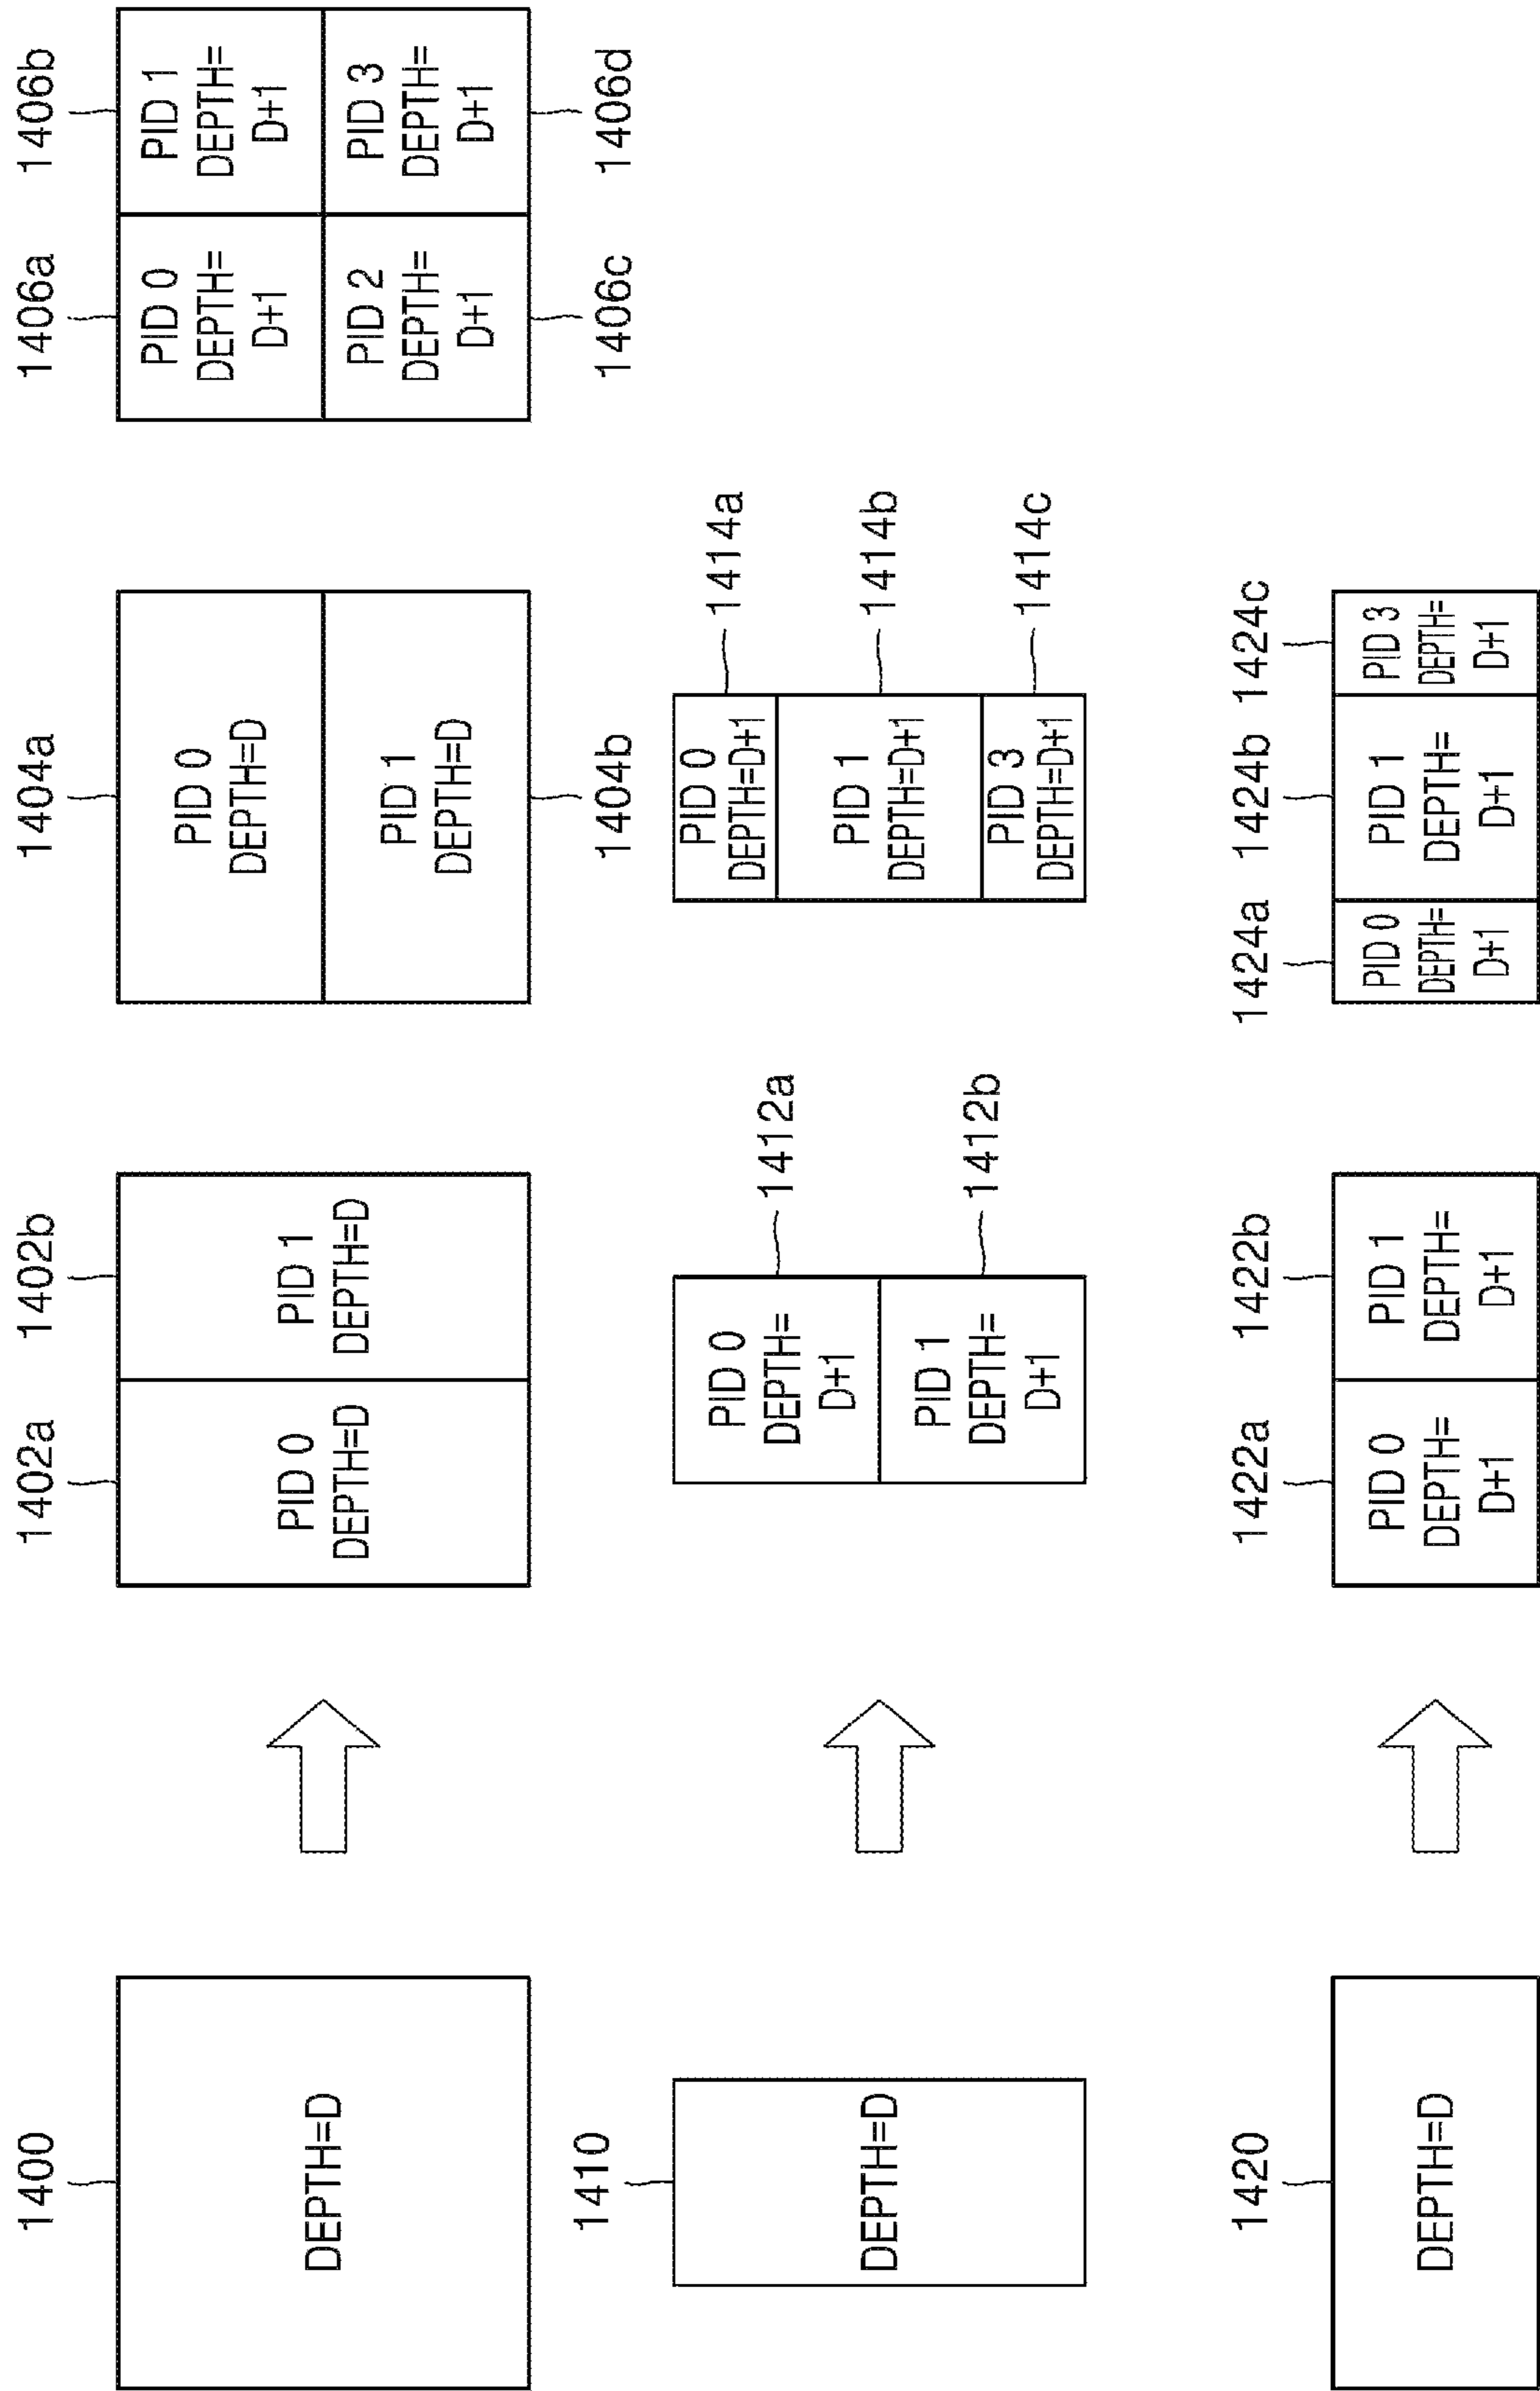 1400
DEPTH=D
1402a
1402b
PID 0
DEPTH=D
PID 1
DEPTH=D
1404a
PID 0
DEPTH=D
PID 1
DEPTH=D
1404b
1406a
1406b
PID 0
DEPTH=
D+1
PID 1
DEPTH=
D+1
PID 2
DEPTH=
D+1
PID 3
DEPTH=
D+1
1406c
1406d
1410
DEPTH=D
PID 0
DEPTH=
D+1
1412a
PID 1
DEPTH=
D+1
1412b
PID 0
DEPTH=D+1
1414a
PID 1
DEPTH=D+1
1414b
PID 3
DEPTH=D+1
1414c
1420
DEPTH=D
1422a
1422b
PID 0
DEPTH=
D+1
PID 1
DEPTH=
D+1
1424a
1424b
1424c
PID 0
DEPTH=
D+1
PID 1
DEPTH=
D+1
PID 3
DEPTH=
D+1